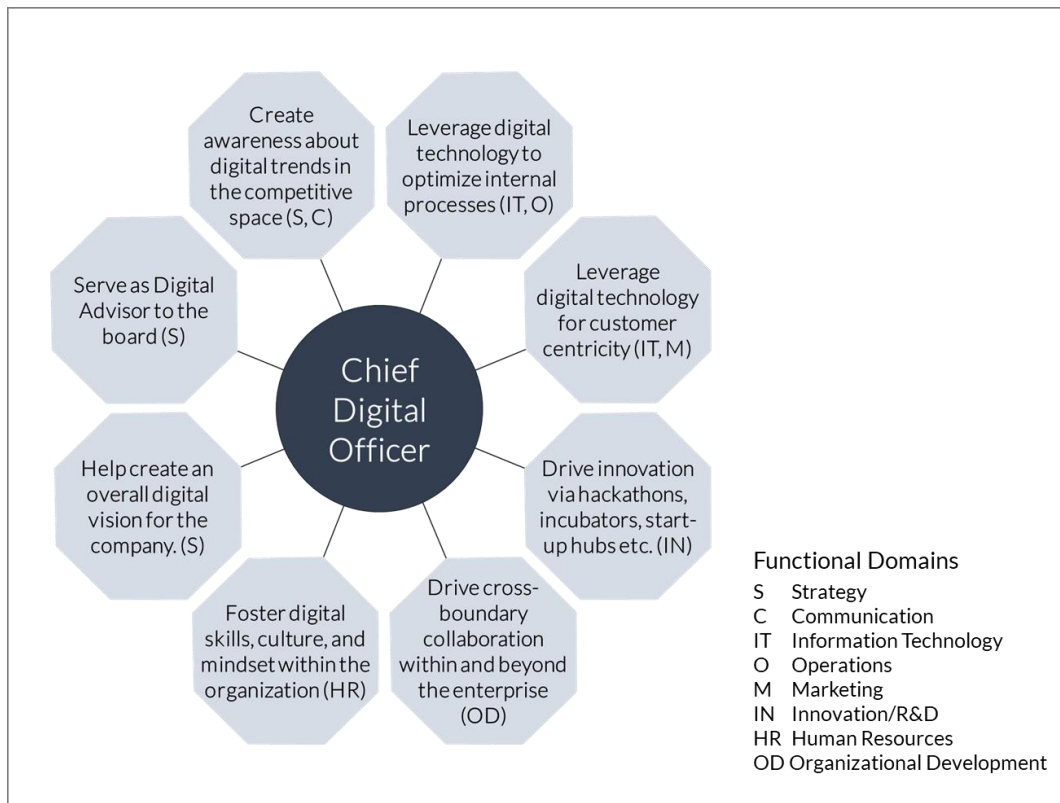 Create
awareness about
digital trends in
the competitive
space (S, C)
Leverage digital
technology to
optimize internal
processes (IT, O)
Leverage
digital technology
for customer
centricity (IT, M)
Drive innovation
via hackathons,
incubators, start-
up hubs etc. (IN)
Drive cross-
boundary
collaboration
within and beyond
the enterprise
(OD)
Foster digital
skills, culture, and
mindset within the
organization (HR)
Help create an
overall digital
vision for the
company. (S)
Serve as Digital
Advisor to the
board (S)
Chief
Digital
Officer
Functional Domains
S Strategy
C Communication
IT Information Technology
O Operations
M Marketing
IN Innovation/R&D
HR Human Resources
OD Organizational Development